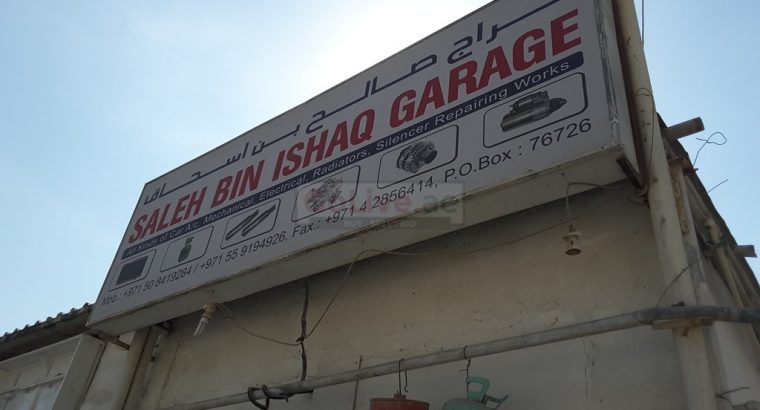 كراج صالح بن اسحاق
SALEH BIN ISHAQ GARAGE
All Kinds of Car A/c, Mechanical, Electrical, Radiators, Silencer Repairing Works
Mob.: +971 50 8419284 / +971 55 9194926, Fax.: +971 4 2856414, P.O.Box : 76726